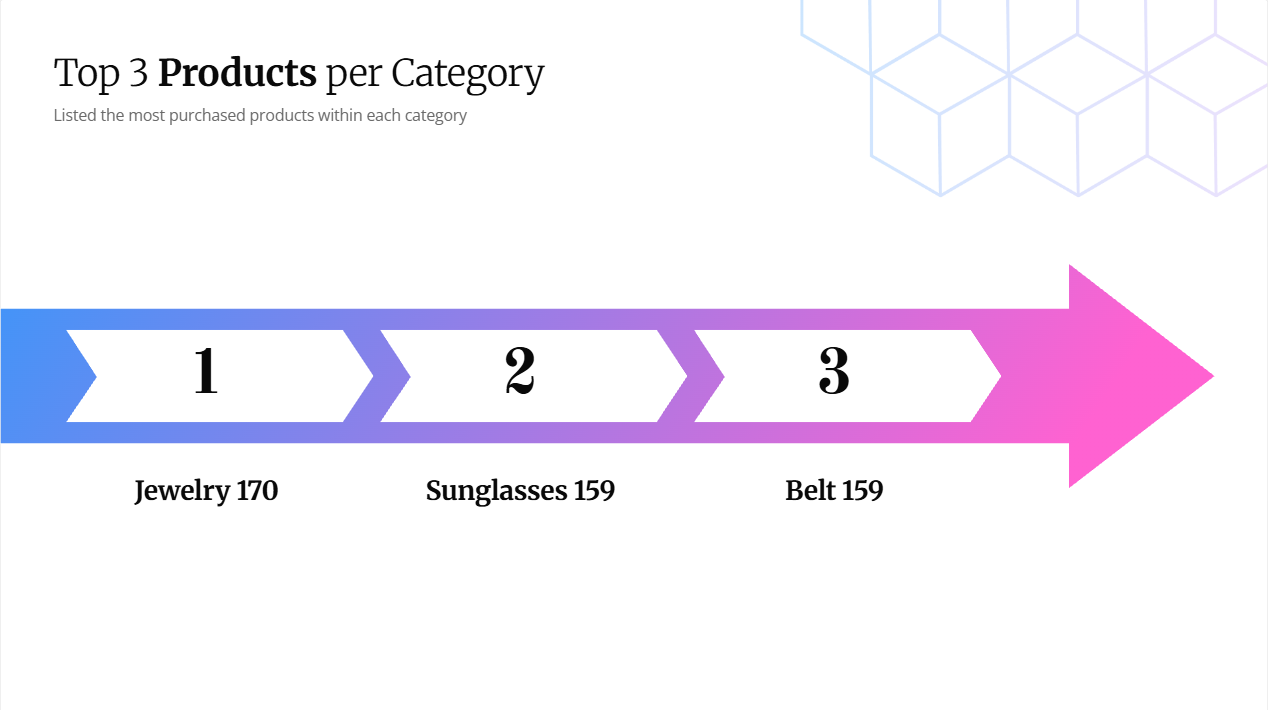 Top 3 Products per Category
Listed the most purchased products within each category
1
2
3
Jewelry 170
Sunglasses 159
Belt 159